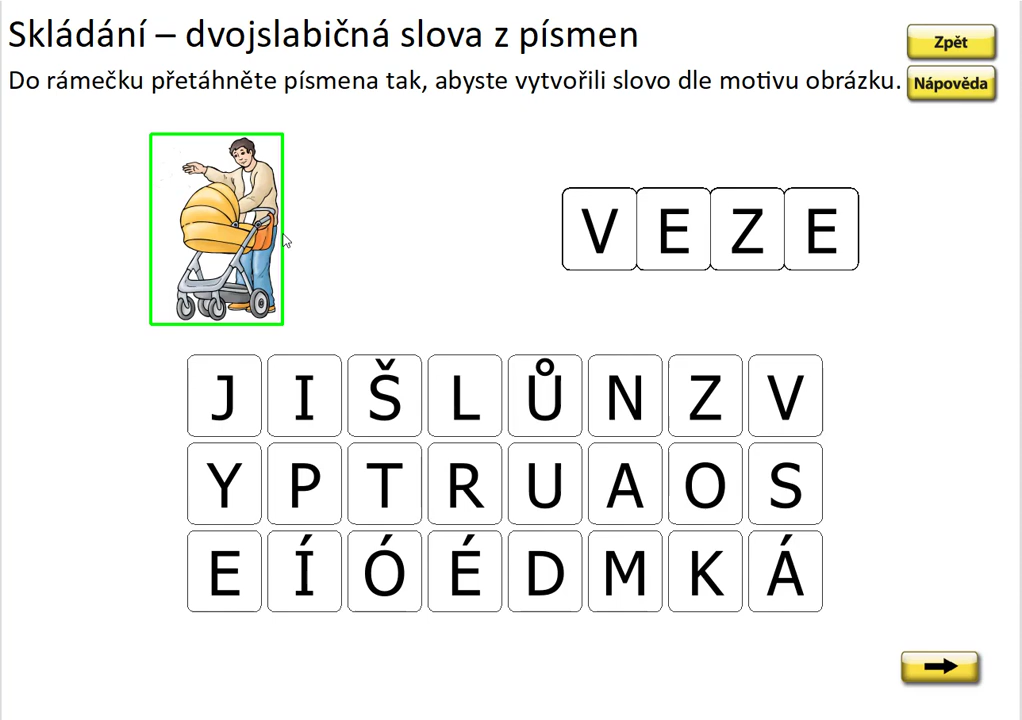 Skládání – dvojslabičná slova z písmen
Zpět
Do rámečku přetáhněte písmena tak, abyste vytvořili slovo dle motivu obrázku.
Nápověda
V E Z E
J I Š L Ů N Z V
Y P T R U A O S
E Í Ó É D M K Á